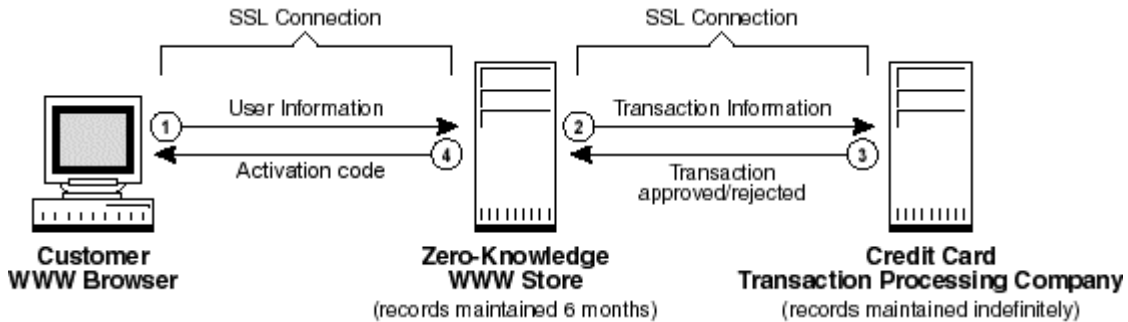 SSL Connection
SSL Connection
User Information
Transaction Information
1
2
4
3
Activation code
Transaction
approved/rejected
Customer
WWW Browser
Zero-Knowledge
WWW Store
(records maintained 6 months)
Credit Card
Transaction Processing Company
(records maintained indefinitely)